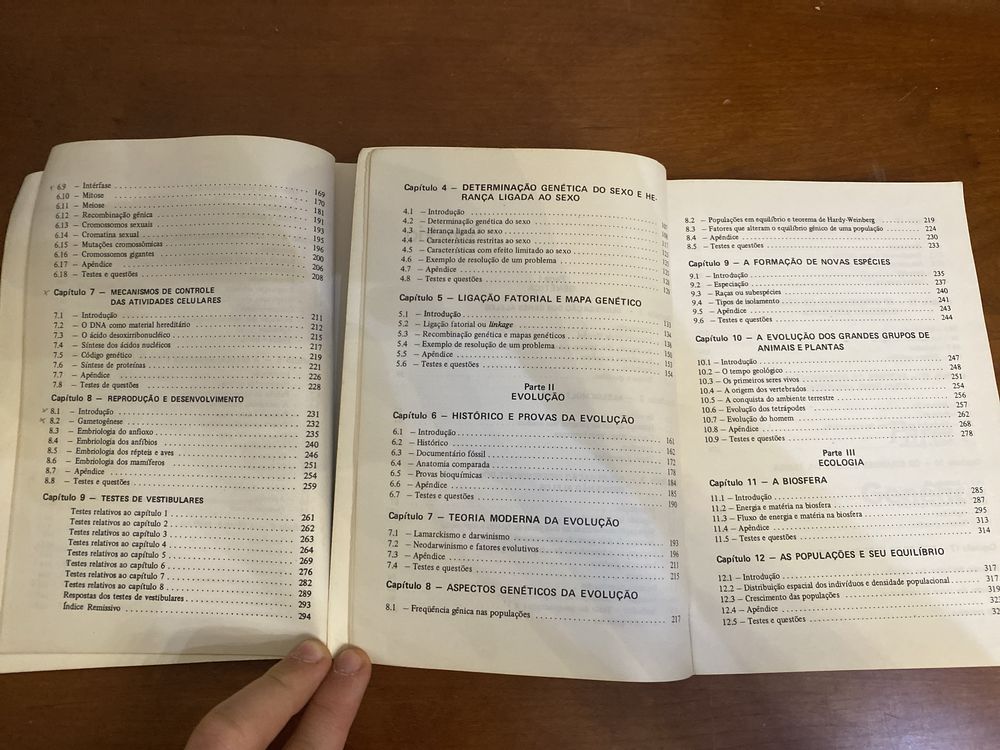 6.9 – Intérfase ........ 169
6.10 – Mitose ........ 170
6.11 – Meiose ........ 181
6.12 – Recombinação gênica ........ 191
6.13 – Cromossomos sexuais ........ 193
6.14 – Cromatina sexual ........ 195
6.15 – Mutações cromossômicas ........ 196
6.16 – Cromossomos gigantes ........ 200
6.17 – Apêndice ........ 206
6.18 – Testes e questões ........ 208
Capítulo 7 – MECANISMOS DE CONTROLE
DAS ATIVIDADES CELULARES
7.1 – Introdução ........ 211
7.2 – O DNA como material hereditário ........ 212
7.3 – O ácido desoxirribonucléico ........ 215
7.4 – Síntese dos ácidos nucléicos ........ 217
7.5 – Código genético ........ 219
7.6 – Síntese de proteínas ........ 221
7.7 – Apêndice ........ 226
7.8 – Testes de questões ........ 228
Capítulo 8 – REPRODUÇÃO E DESENVOLVIMENTO
8.1 – Introdução ........ 231
8.2 – Gametogênese ........ 232
8.3 – Embriologia do anfioxo ........ 235
8.4 – Embriologia dos anfíbios ........ 240
8.5 – Embriologia dos répteis e aves ........ 246
8.6 – Embriologia dos mamíferos ........ 251
8.7 – Apêndice ........ 254
8.8 – Testes e questões ........ 259
Capítulo 9 – TESTES DE VESTIBULARES
Testes relativos ao capítulo 1 ........ 261
Testes relativos ao capítulo 2 ........ 262
Testes relativos ao capítulo 3 ........ 263
Testes relativos ao capítulo 4 ........ 264
Testes relativos ao capítulo 5 ........ 269
Testes relativos ao capítulo 6 ........ 276
Testes relativos ao capítulo 7 ........ 282
Testes relativos ao capítulo 8 ........ 289
Respostas dos testes de vestibulares ........ 293
Índice Remissivo ........ 294
Capítulo 4 – DETERMINAÇÃO GENÉTICA DO SEXO E HE-
RANÇA LIGADA AO SEXO
4.1 – Introdução ........
4.2 – Determinação genética do sexo ........
4.3 – Herança ligada ao sexo ........
4.4 – Características restritas ao sexo ........
4.5 – Características com efeito limitado ao sexo ........
4.6 – Exemplo de resolução de um problema ........
4.7 – Apêndice ........
4.8 – Testes e questões ........
Capítulo 5 – LIGAÇÃO FATORIAL E MAPA GENÉTICO
5.1 – Introdução ........ 133
5.2 – Ligação fatorial ou linkage ........ 134
5.3 – Recombinação genética e mapas genéticos ........ 138
5.4 – Exemplo de resolução de um problema ........ 150
5.5 – Apêndice ........ 153
5.6 – Testes e questões ........ 154
Parte II
EVOLUÇÃO
Capítulo 6 – HISTÓRICO E PROVAS DA EVOLUÇÃO
6.1 – Introdução ........ 161
6.2 – Histórico ........ 162
6.3 – Documentário fóssil ........ 172
6.4 – Anatomia comparada ........ 178
6.5 – Provas bioquímicas ........ 184
6.6 – Apêndice ........ 185
6.7 – Testes e questões ........ 190
Capítulo 7 – TEORIA MODERNA DA EVOLUÇÃO
7.1 – Lamarckismo e darwinismo ........ 193
7.2 – Neodarwinismo e fatores evolutivos ........ 196
7.3 – Apêndice ........ 211
7.4 – Testes e questões ........ 215
Capítulo 8 – ASPECTOS GENÉTICOS DA EVOLUÇÃO
8.1 – Freqüência gênica nas populações ........ 217
8.2 – Populações em equilíbrio e teorema de Hardy-Weinberg 219
8.3 – Fatores que alteram o equilíbrio gênico de uma população ........ 224
8.4 – Apêndice ........ 230
8.5 – Testes e questões ........ 233
Capítulo 9 – A FORMAÇÃO DE NOVAS ESPÉCIES
9.1 – Introdução ........ 235
9.2 – Especiação ........ 237
9.3 – Raças ou subespécies ........ 240
9.4 – Tipos de isolamento ........ 241
9.5 – Apêndice ........ 243
9.6 – Testes e questões ........ 244
Capítulo 10 – A EVOLUÇÃO DOS GRANDES GRUPOS DE
ANIMAIS E PLANTAS
10.1 – Introdução ........ 247
10.2 – O tempo geológico ........ 248
10.3 – Os primeiros seres vivos ........ 251
10.4 – A origem dos vertebrados ........ 254
10.5 – A conquista do ambiente terrestre ........ 256
10.6 – Evolução dos tetrápodes ........ 257
10.7 – Evolução do homem ........ 262
10.8 – Apêndice ........ 268
10.9 – Testes e questões ........ 278
Parte III
ECOLOGIA
Capítulo 11 – A BIOSFERA
11.1 – Introdução ........ 285
11.2 – Energia e matéria na biosfera ........ 287
11.3 – Fluxo de energia e matéria na biosfera ........ 295
11.4 – Apêndice ........ 313
11.5 – Testes e questões ........ 314
Capítulo 12 – AS POPULAÇÕES E SEU EQUILÍBRIO
12.1 – Introdução ........ 317
12.2 – Distribuição espacial dos indivíduos e densidade populacional ........ 317
12.3 – Crescimento das populações ........ 319
12.4 – Apêndice ........
12.5 – Testes e questões ........